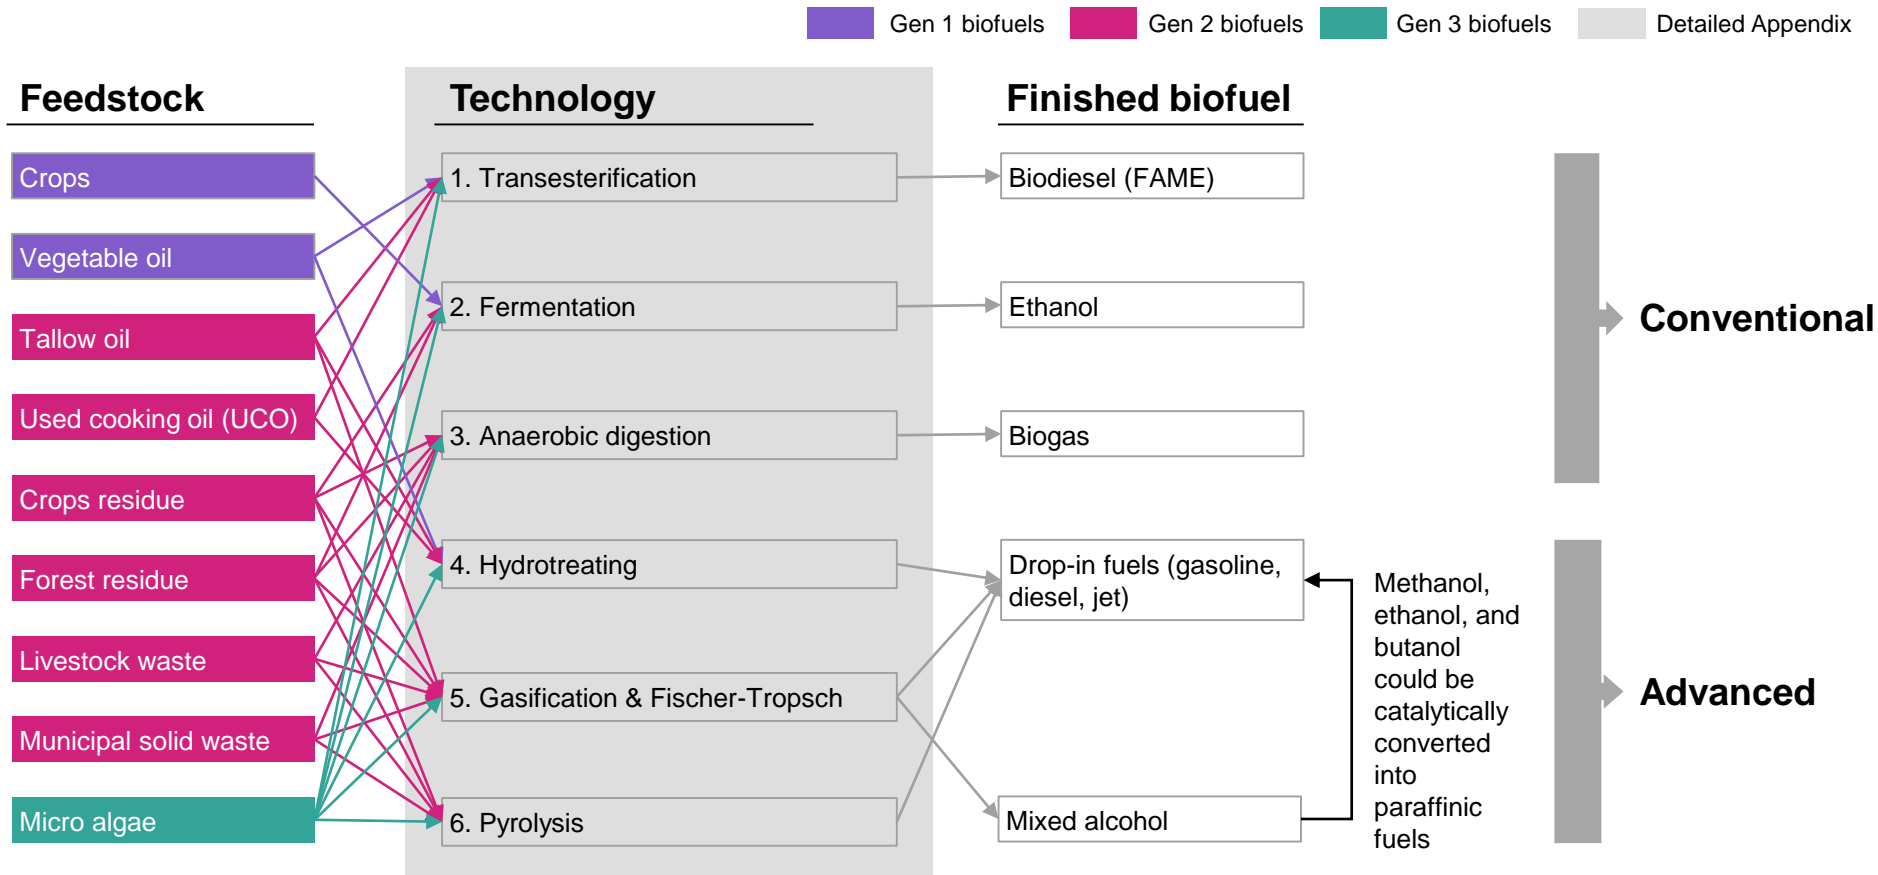 Gen 1 biofuels
Gen 2 biofuels
Gen 3 biofuels
Detailed Appendix
Feedstock
Technology
Finished biofuel
Crops
Vegetable oil
Tallow oil
Used cooking oil (UCO)
Crops residue
Forest residue
Livestock waste
Municipal solid waste
Micro algae
1. Transesterification
2. Fermentation
3. Anaerobic digestion
4. Hydrotreating
5. Gasification & Fischer-Tropsch
6. Pyrolysis
Biodiesel (FAME)
Ethanol
Biogas
Drop-in fuels (gasoline,
diesel, jet)
Mixed alcohol
Methanol,
ethanol, and
butanol
could be
catalytically
converted
into
paraffinic
fuels
Conventional
Advanced